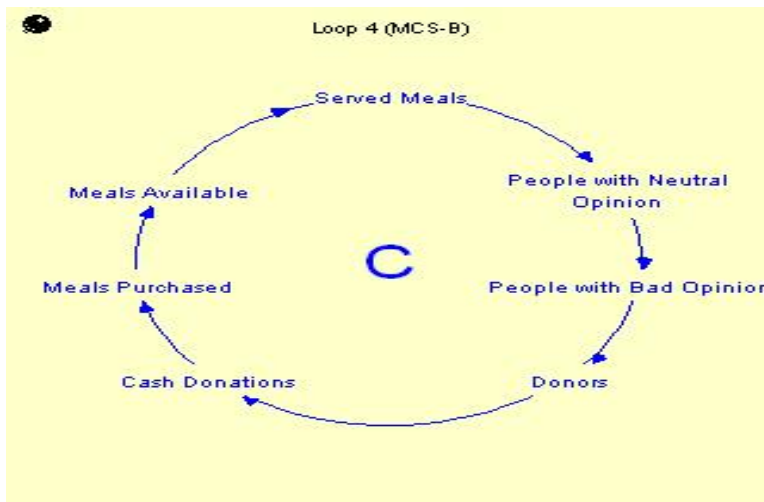 Loop 4 (MCS-B)
Served Meals
People with Neutral
Opinion
Meals Available
C
Meals Purchased
People with Bad Opinion
Cash Donations
Donors